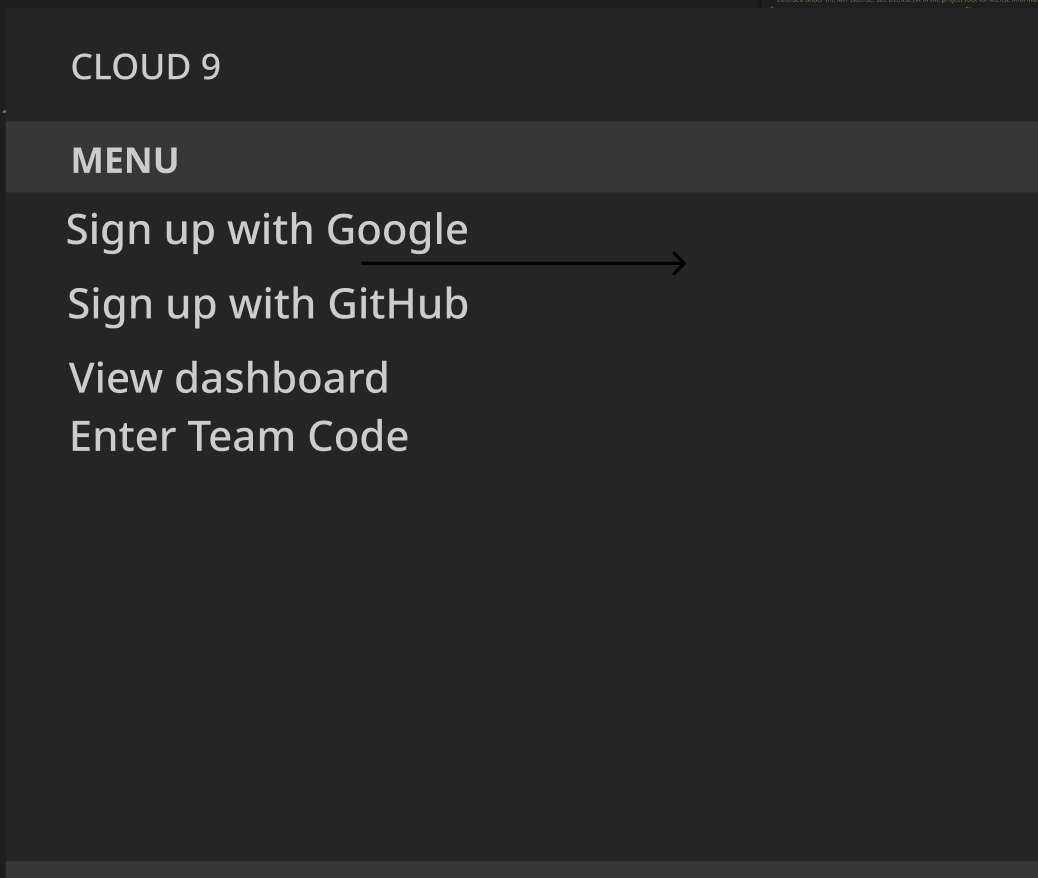 CLOUD 9
MENU
Sign up with Google
Sign up with GitHub
View dashboard
Enter Team Code